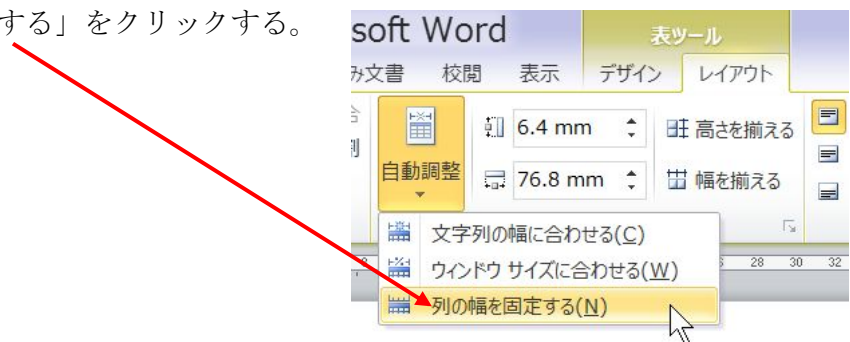 する」をクリックする。
soft Word
表ツール
み文書 校閲 表示 デザイン レイアウト
自動調整
6.4 mm
高さを揃える
76.8 mm
幅を揃える
文字列の幅に合わせる(C)
ウィンドウ サイズに合わせる(W)
列の幅を固定する(N)
28 30 32